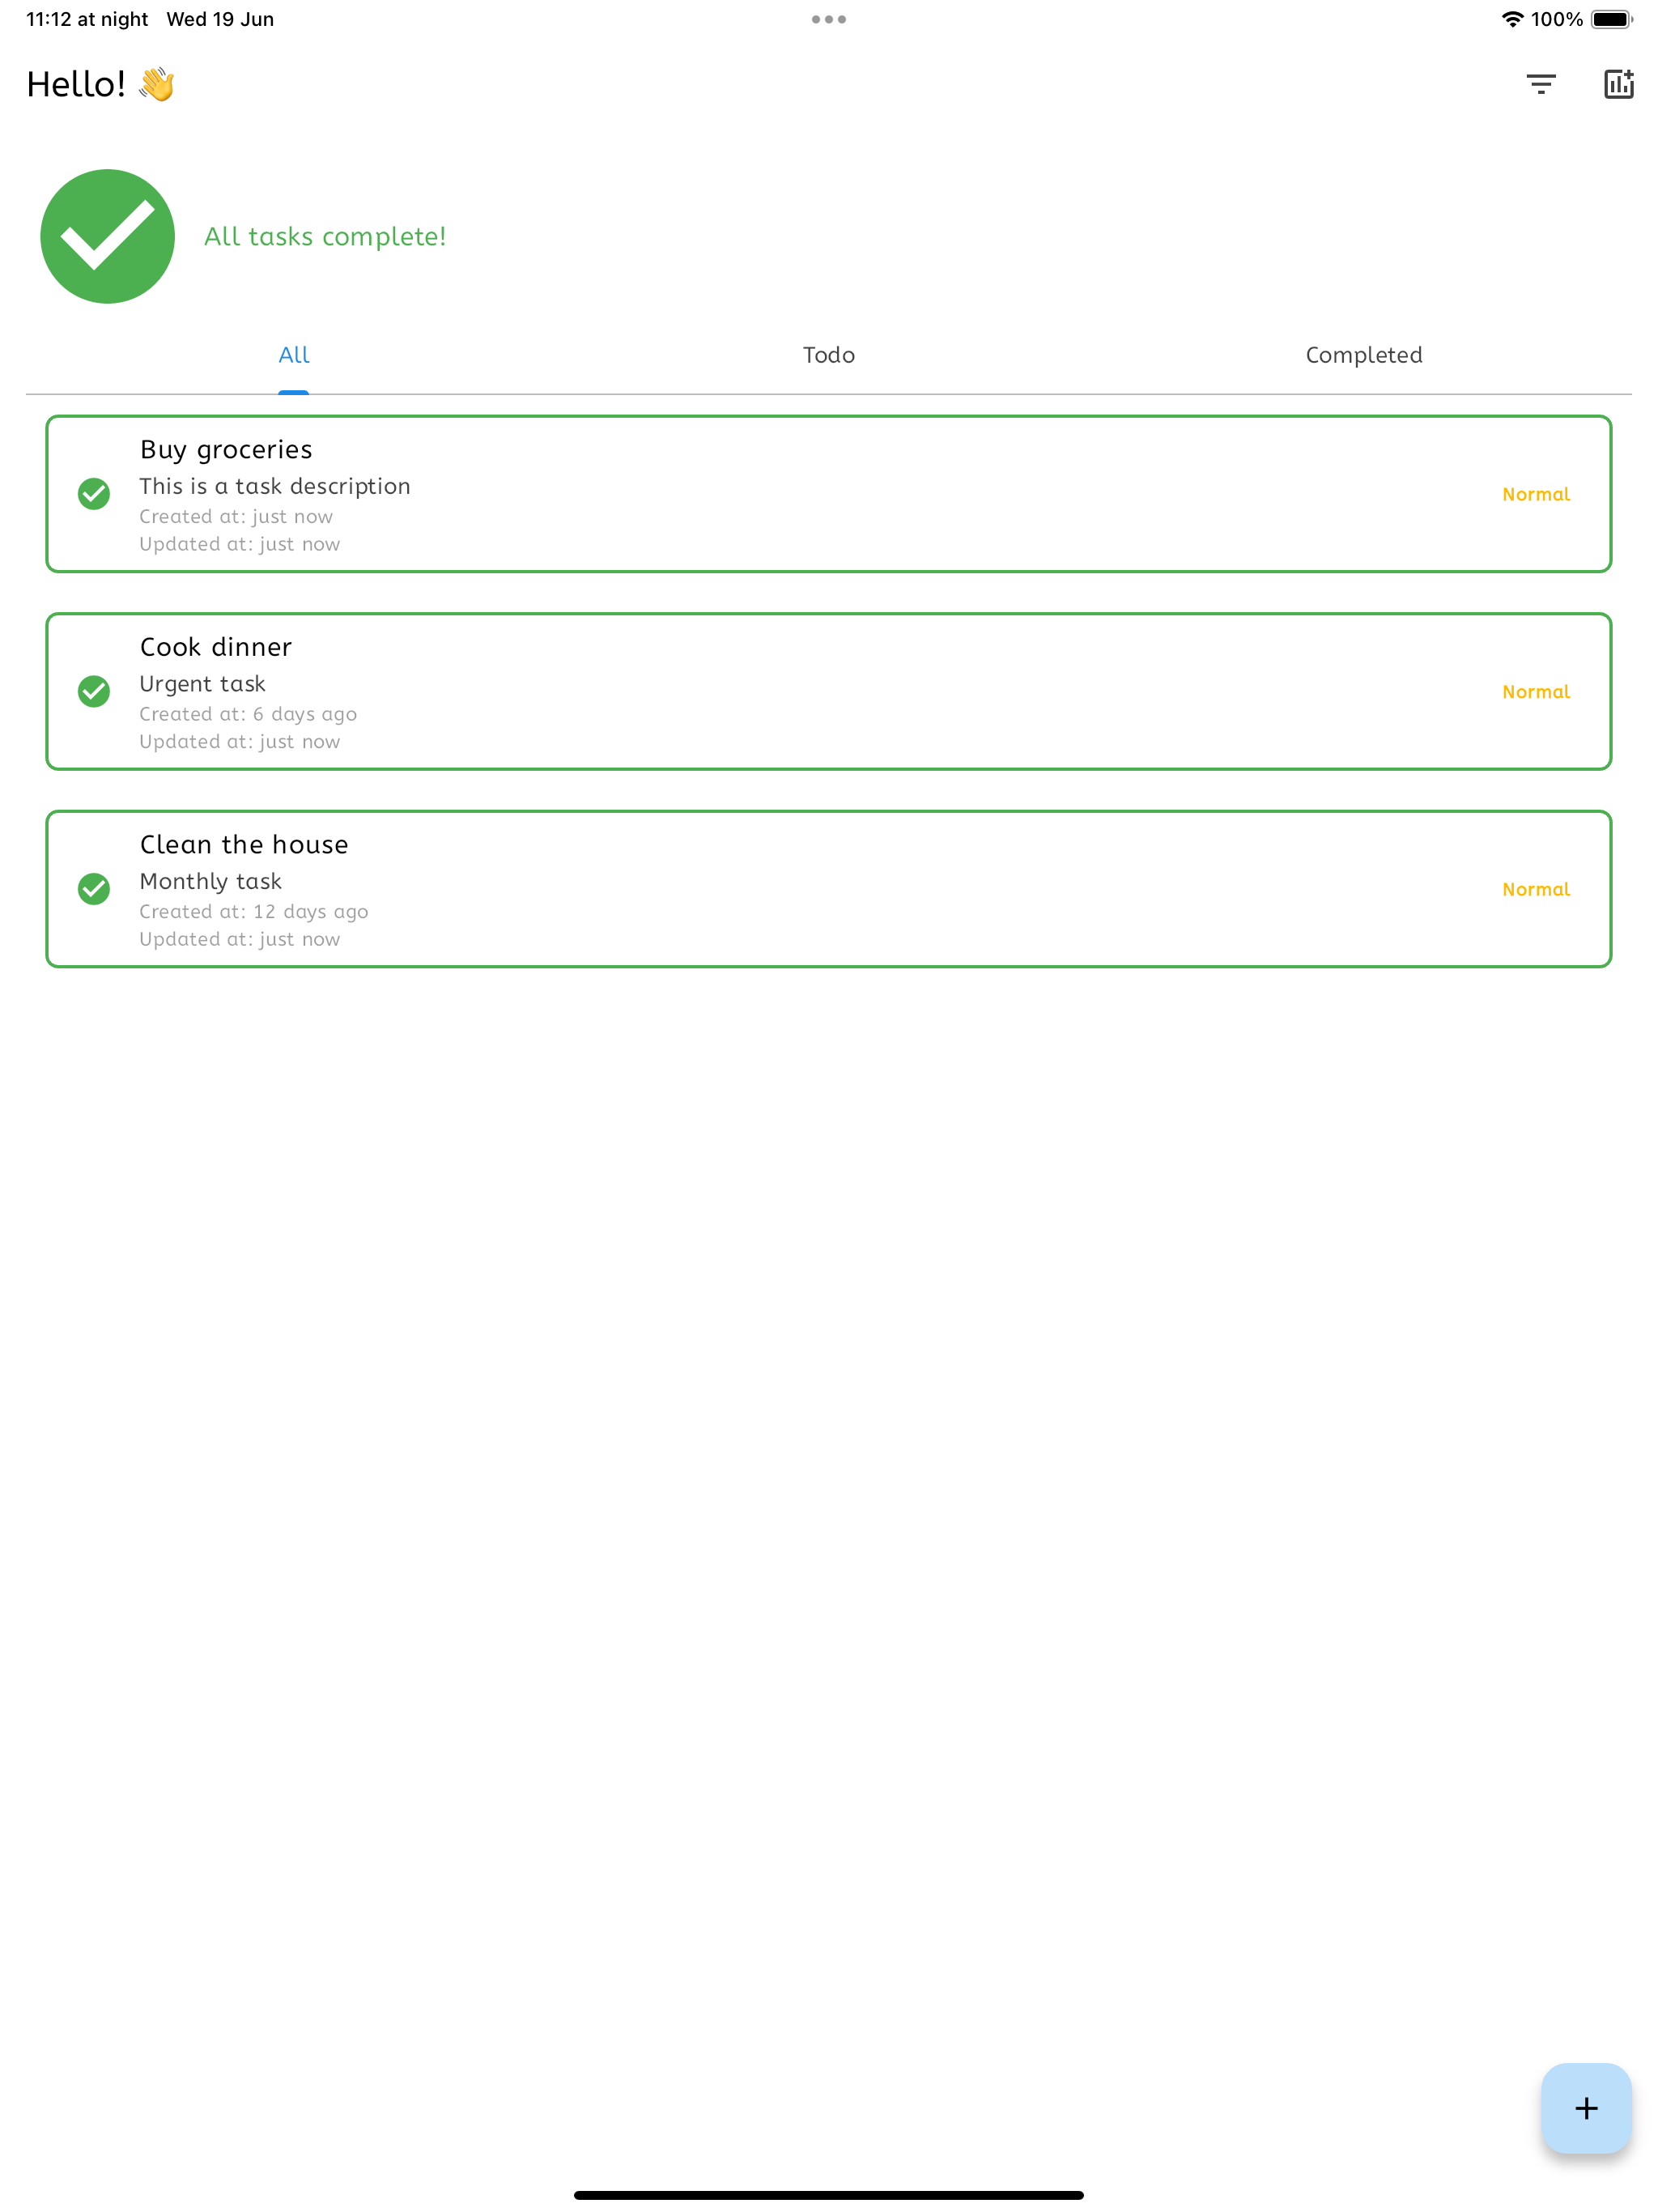 11:12 at night Wed 19 Jun
100%
Hello! 👋
All tasks complete!
All
Todo
Completed
Buy groceries
This is a task description
Created at: just now
Updated at: just now
Normal
Cook dinner
Urgent task
Created at: 6 days ago
Updated at: just now
Normal
Clean the house
Monthly task
Created at: 12 days ago
Updated at: just now
Normal